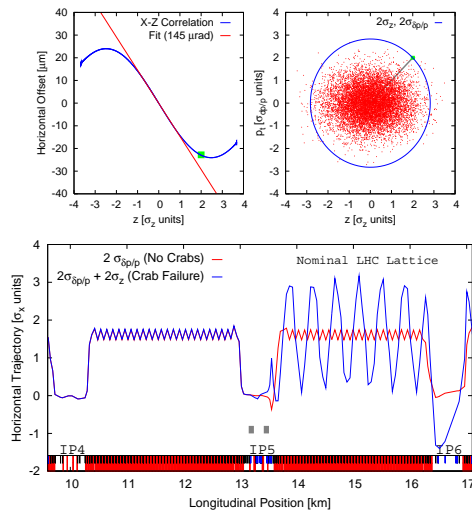 X-Z Correlation
Fit (145 μrad)
Horizontal Offset [μm]
40
30
20
10
0
-10
-20
-30
-40
-4 -3 -2 -1 0 1 2 3 4
z [σz units]
2σz, 2σδp/p
pt [σdp/p units]
4
3
2
1
0
-1
-2
-3
-4
-4 -3 -2 -1 0 1 2 3 4
z [σz units]
2 σδp/p (No Crabs)
2σδp/p + 2σz (Crab Failure)
Nominal LHC Lattice
Horizontal Trajectory [σx units]
4
3
2
1
0
-1
-2
IP4 IP5 IP6
10 11 12 13 14 15 16 17
Longitudinal Position [km]